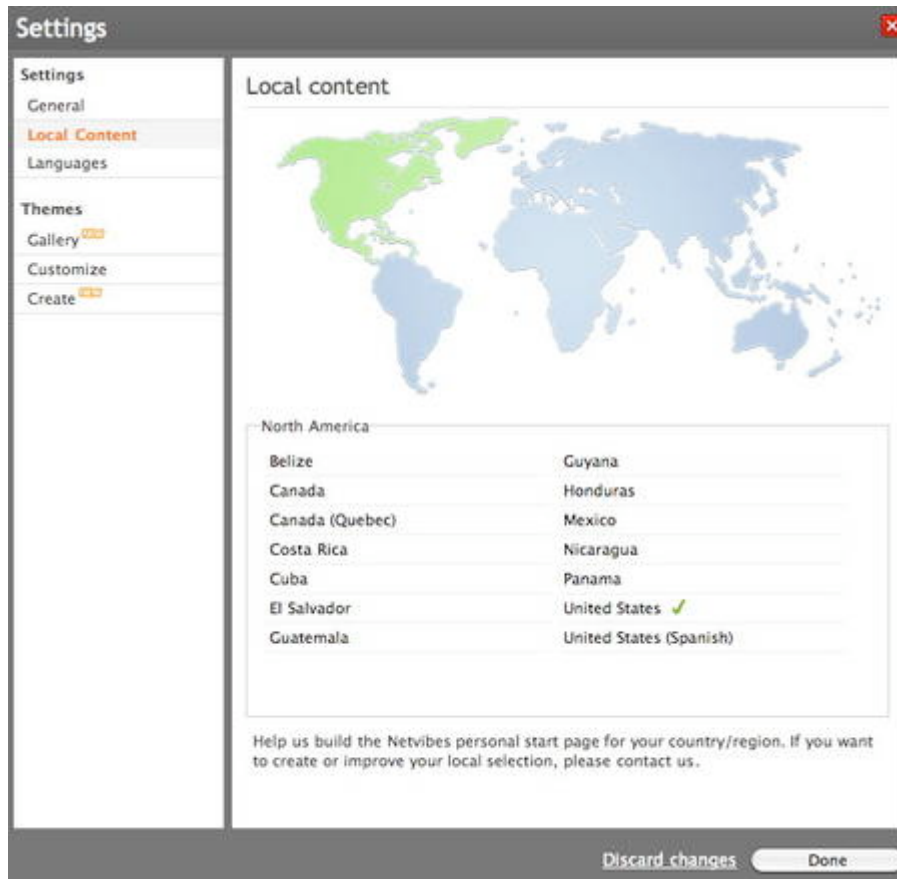 Settings
Settings
General
Local Content
Languages
Themes
Gallery
Customize
Create
Local content
North America
Belize
Canada
Canada (Quebec)
Costa Rica
Cuba
El Salvador
Guatemala
Guyana
Honduras
Mexico
Nicaragua
Panama
United States
United States (Spanish)
Help us build the Netvibes personal start page for your country/region. If you want
to create or improve your local selection, please contact us.
Discard changes
Done